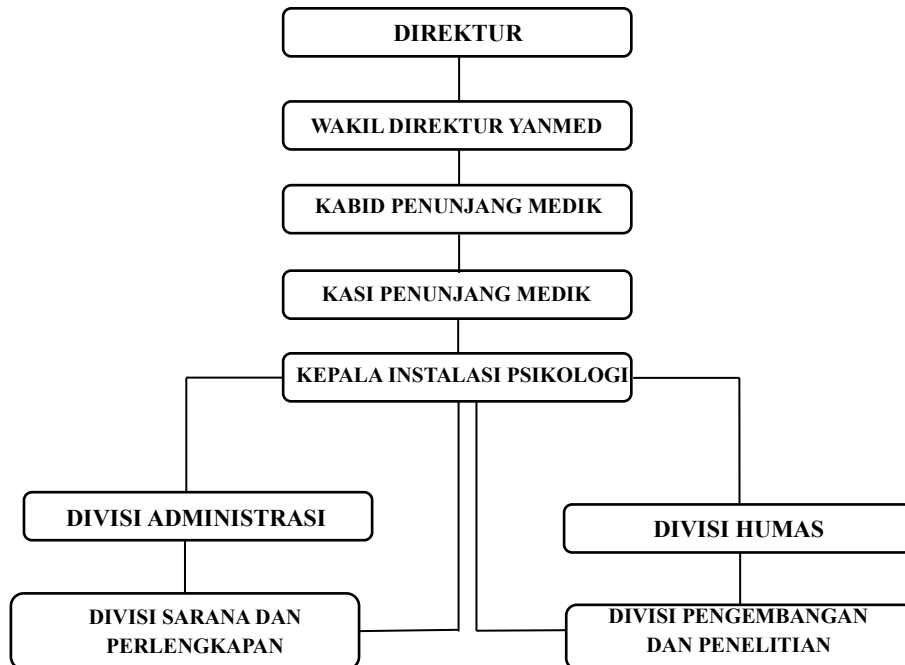 DIREKTUR
WAKIL DIREKTUR YANMED
KABID PENUNJANG MEDIK
KASI PENUNJANG MEDIK
KEPALA INSTALASI PSIKOLOGI
DIVISI ADMINISTRASI
DIVISI HUMAS
DIVISI SARANA DAN
PERLENGKAPAN
DIVISI PENGEMBANGAN
DAN PENELITIAN